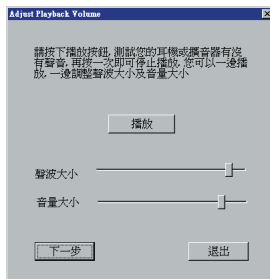 Adjust Playback Volume
請按下播放按鈕, 測試您的耳機或擴音器有沒
有聲音, 再按一次即可停止播放, 您可以一邊播
放, 一邊調整聲波大小及音量大小
播放
聲波大小
音量大小
下一步
退出